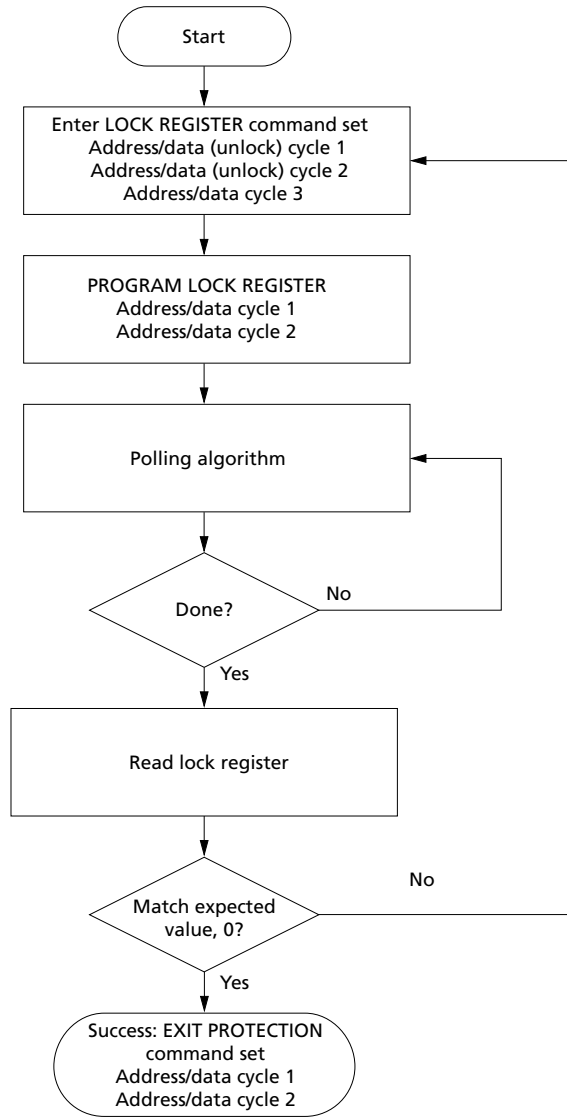 Start
Enter LOCK REGISTER command set
Address/data (unlock) cycle 1
Address/data (unlock) cycle 2
Address/data cycle 3
PROGRAM LOCK REGISTER
Address/data cycle 1
Address/data cycle 2
Polling algorithm
Done?
No
Yes
Read lock register
No
Match expected
value, 0?
Yes
Success: EXIT PROTECTION
command set
Address/data cycle 1
Address/data cycle 2